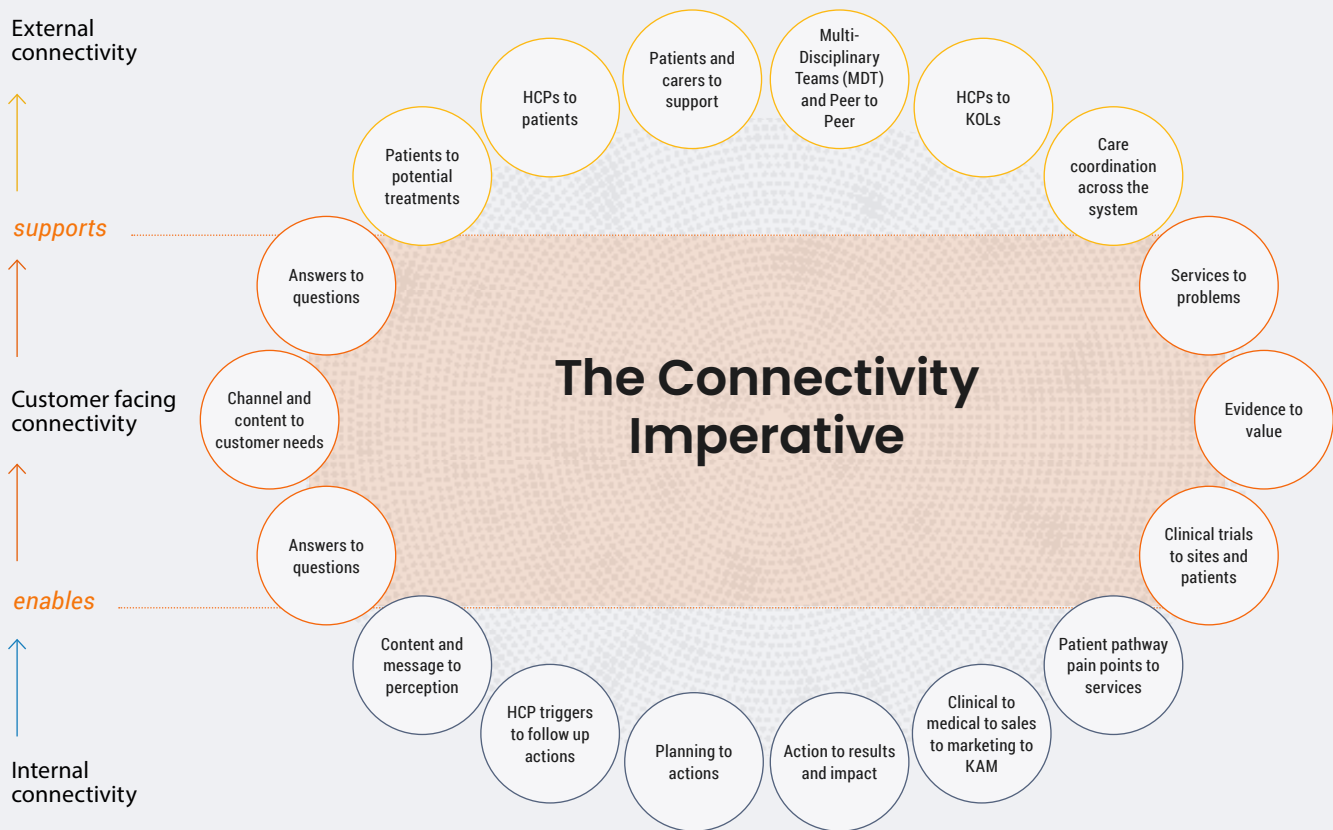 External
connectivity
supports
Customer facing
connectivity
enables
Internal
connectivity
Patients to
potential
treatments
HCPs to
patients
Patients and
carers to
support
Multi-
Disciplinary
Teams (MDT)
and Peer to
Peer
HCPs to
KOLs
Care
coordination
across the
system
Answers to
questions
Services to
problems
Channel and
content to
customer needs
The Connectivity
Imperative
Evidence to
value
Answers to
questions
Clinical trials
to sites and
patients
Content and
message to
perception
HCP triggers
to follow up
actions
Planning to
actions
Action to results
and impact
Clinical to
medical to sales
to marketing to
KAM
Patient pathway
pain points to
services